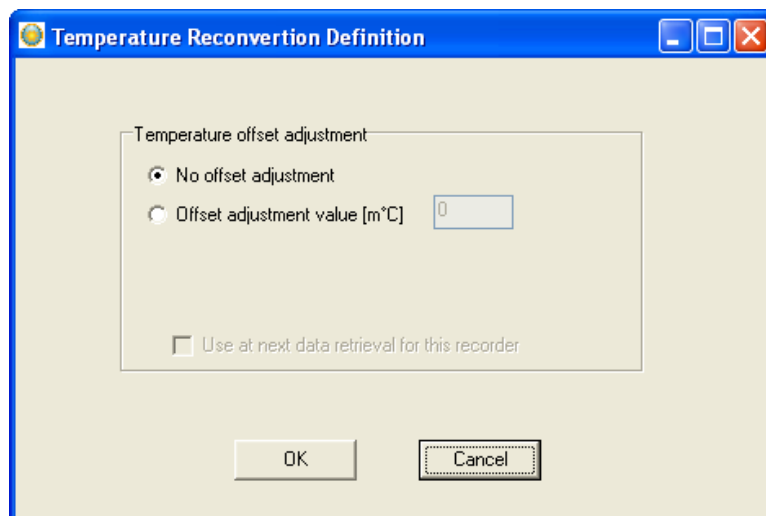 Temperature Reconvertion Definition
Temperature offset adjustment
No offset adjustment
Offset adjustment value [m°C] 0
Use at next data retrieval for this recorder
OK Cancel